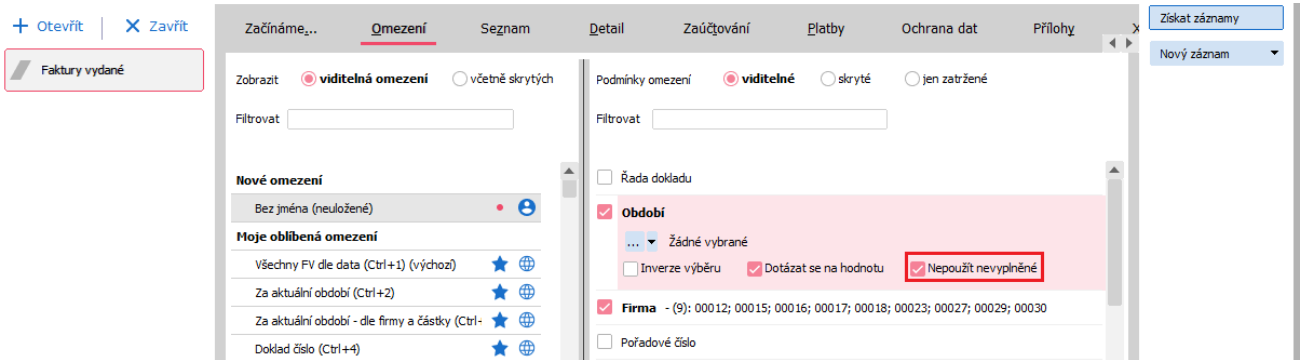 Otevřít
Zavřít
Faktury vydané
Začínáme...
Omezení
Seznam
Detail
Zaúčtování
Platby
Ochrana dat
Přílohy
X
Zobrazit
viditelná omezení
včetně skrytých
Filtrovat
Nové omezení
Bez jména (neuložené)
Moje oblíbená omezení
Všechny FV dle data (Ctrl+1) (výchozí)
Za aktuální období (Ctrl+2)
Za aktuální období - dle firmy a částky (Ctrl-
Doklad číslo (Ctrl+4)
Podmínky omezení
viditelné
skryté
jen zatržené
Filtrovat
Řada dokladu
Období
... Žádné vybrané
Inverze výběru
Dotázat se na hodnotu
Nepoužít nevyplněné
Firma - (9): 00012; 00015; 00016; 00017; 00018; 00023; 00027; 00029; 00030
Pořadové číslo
Získat záznamy
Nový záznam